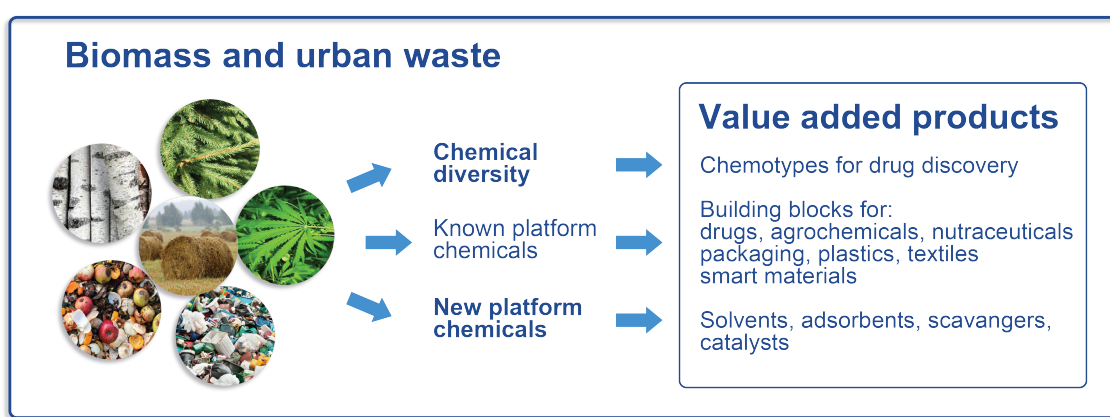 Biomass and urban waste
Chemical
diversity
Known platform
chemicals
New platform
chemicals
Value added products
Chemotypes for drug discovery
Building blocks for:
drugs, agrochemicals, nutraceuticals
packaging, plastics, textiles
smart materials
Solvents, adsorbents, scavangers,
catalysts